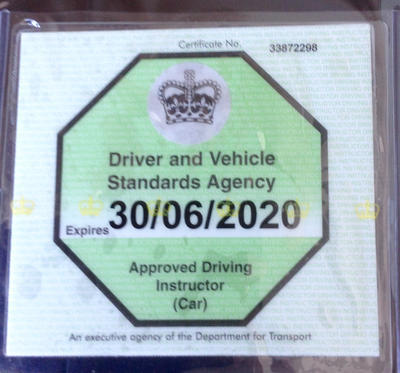 Certificate No. 33872298
Driver and Vehicle
Standards Agency
Expires 30/06/2020
Approved Driving
Instructor
(Car)
An executive agency of the Department for Transport